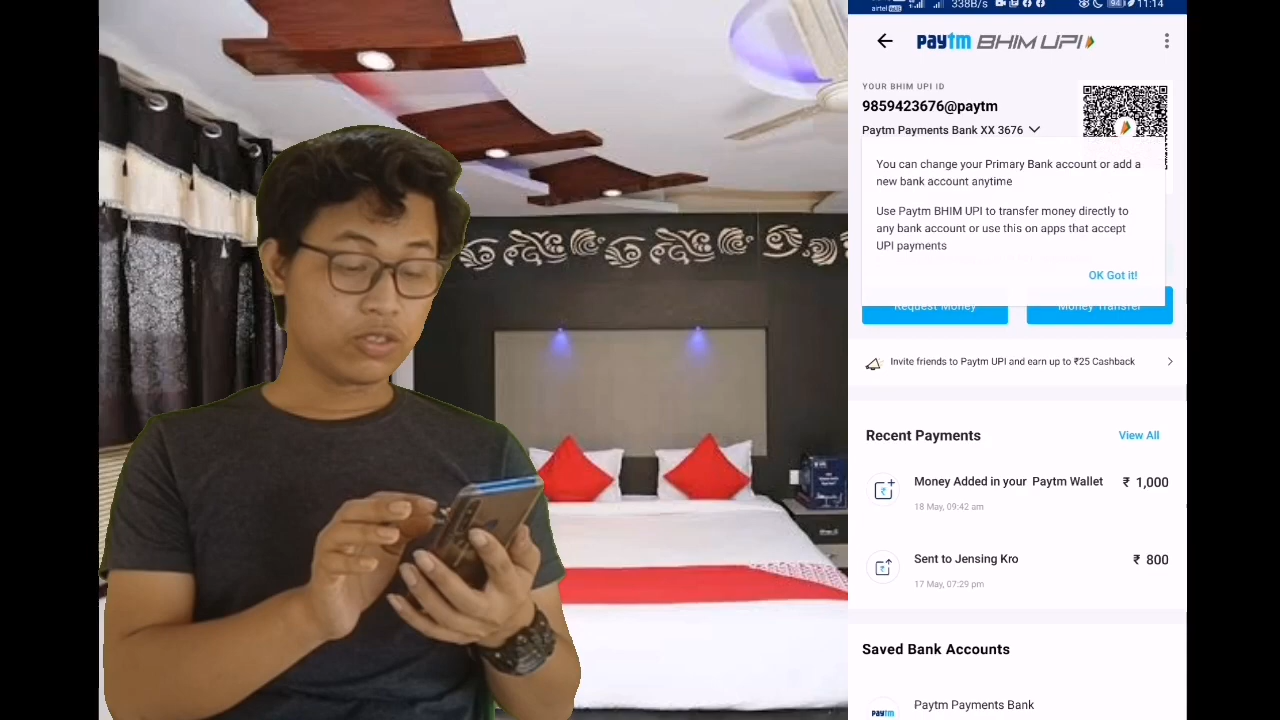 airtel
338B/s
94
11:14
paytm BHIM UPI
YOUR BHIM UPI ID
9859423676@paytm
Paytm Payments Bank XX 3676
You can change your Primary Bank account or add a
new bank account anytime
Use Paytm BHIM UPI to transfer money directly to
any bank account or use this on apps that accept
UPI payments
OK Got it!
Request Money
Money Transfer
Invite friends to Paytm UPI and earn up to ₹25 Cashback
Recent Payments
View All
Money Added in your Paytm Wallet
₹ 1,000
18 May, 09:42 am
Sent to Jensing Kro
₹ 800
17 May, 07:29 pm
Saved Bank Accounts
paytm
Paytm Payments Bank